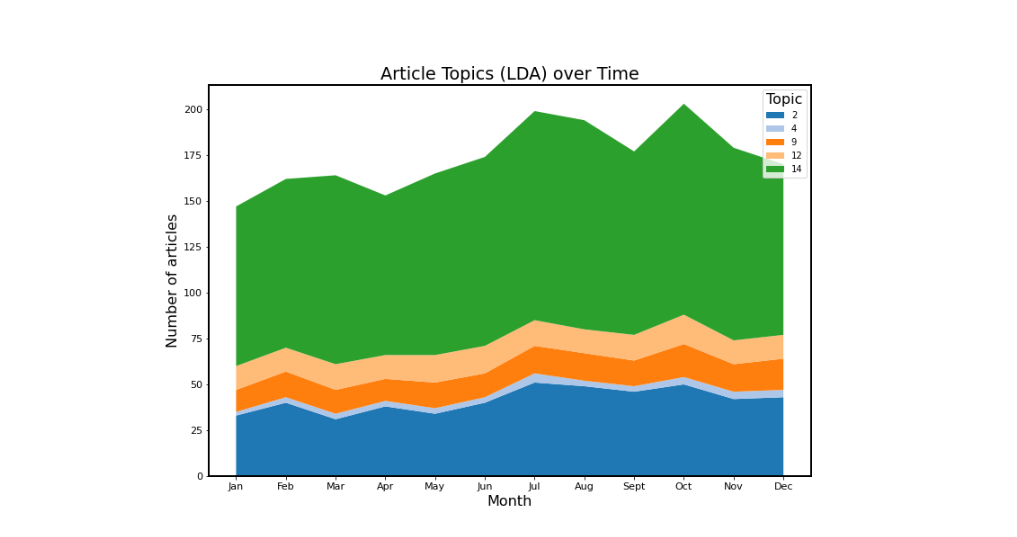 Article Topics (LDA) over Time
Topic
2
4
9
12
14
200
175
150
125
100
75
50
25
0
Number of articles
Jan Feb Mar Apr May Jun Jul Aug Sept Oct Nov Dec
Month